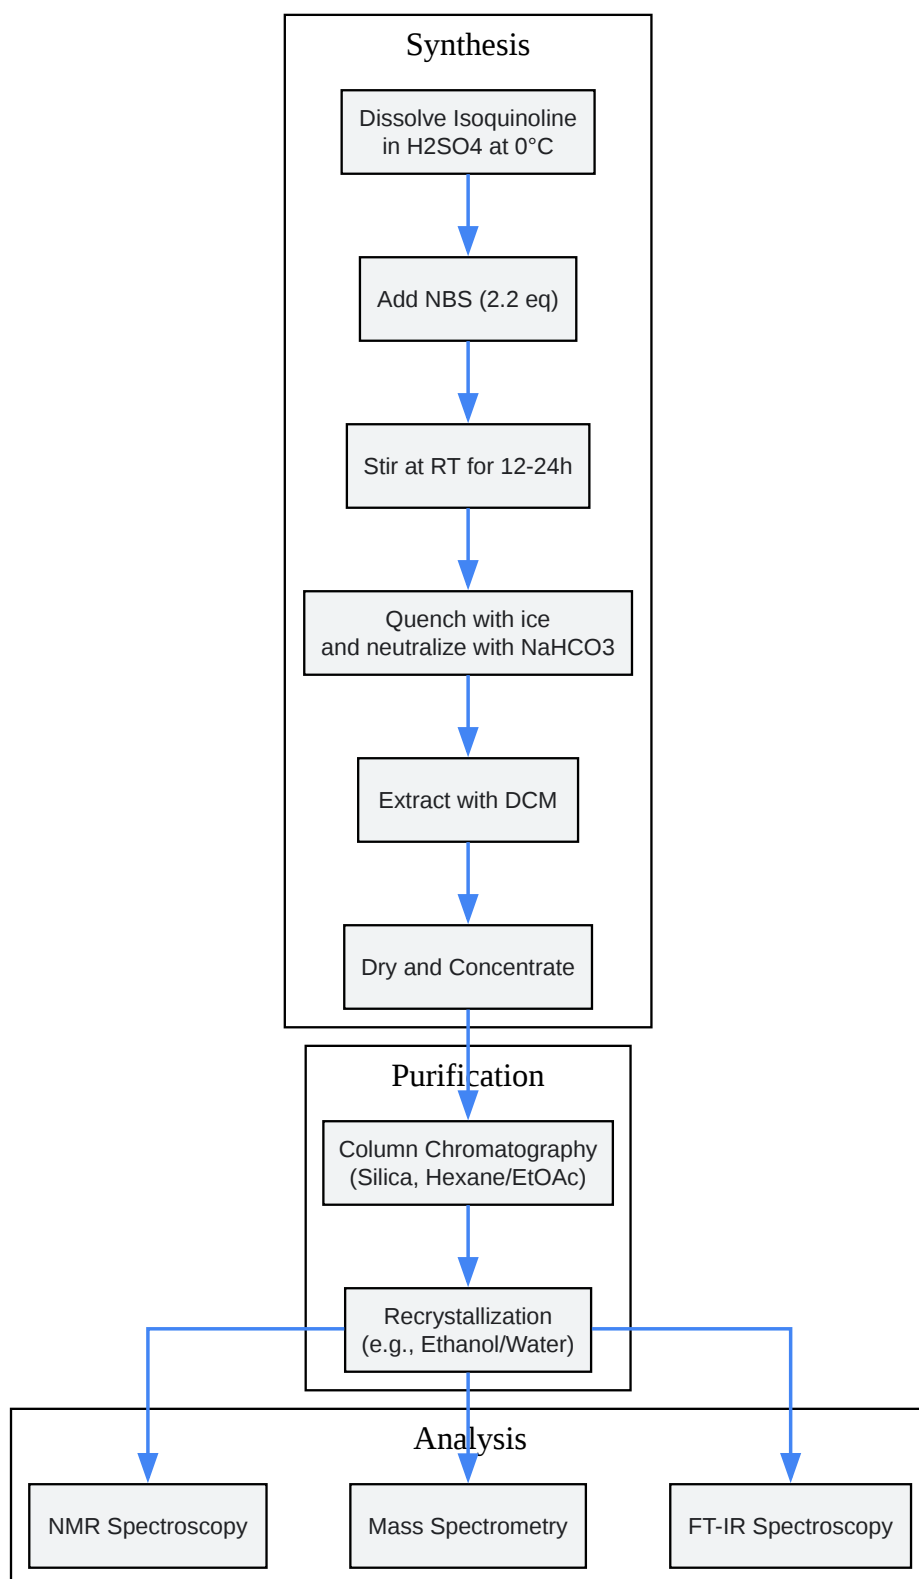 Synthesis
Dissolve Isoquinoline
in H2SO4 at 0°C
Add NBS (2.2 eq)
Stir at RT for 12-24h
Quench with ice
and neutralize with NaHCO3
Extract with DCM
Dry and Concentrate
Purification
Column Chromatography
(Silica, Hexane/EtOAc)
Recrystallization
(e.g., Ethanol/Water)
Analysis
NMR Spectroscopy
Mass Spectrometry
FT-IR Spectroscopy